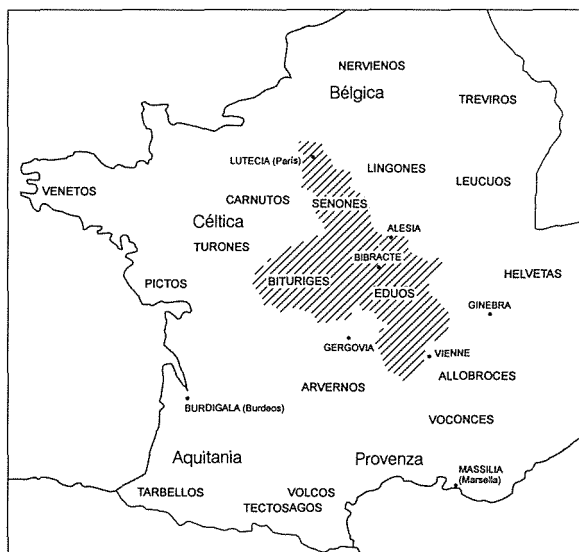 NERVIENOS
Bélgica
TREVIROS
LUTECIA (París)
LINGONES
LEUCUOS
VENETOS
CARNUTOS
SENONES
Céltica
ALESIA
TURONES
BIBRACTE
HELVETAS
PICTOS
BITURIGES
EDUOS
GINEBRA
GERGOVIA
VIENNE
ALLOBROCES
ARVERNOS
BURDIGALA (Burdeos)
VOCONCES
Aquitania
Provenza
MASSILIA
(Marsella)
TARBELLOS
VOLCOS
TECTOSAGOS